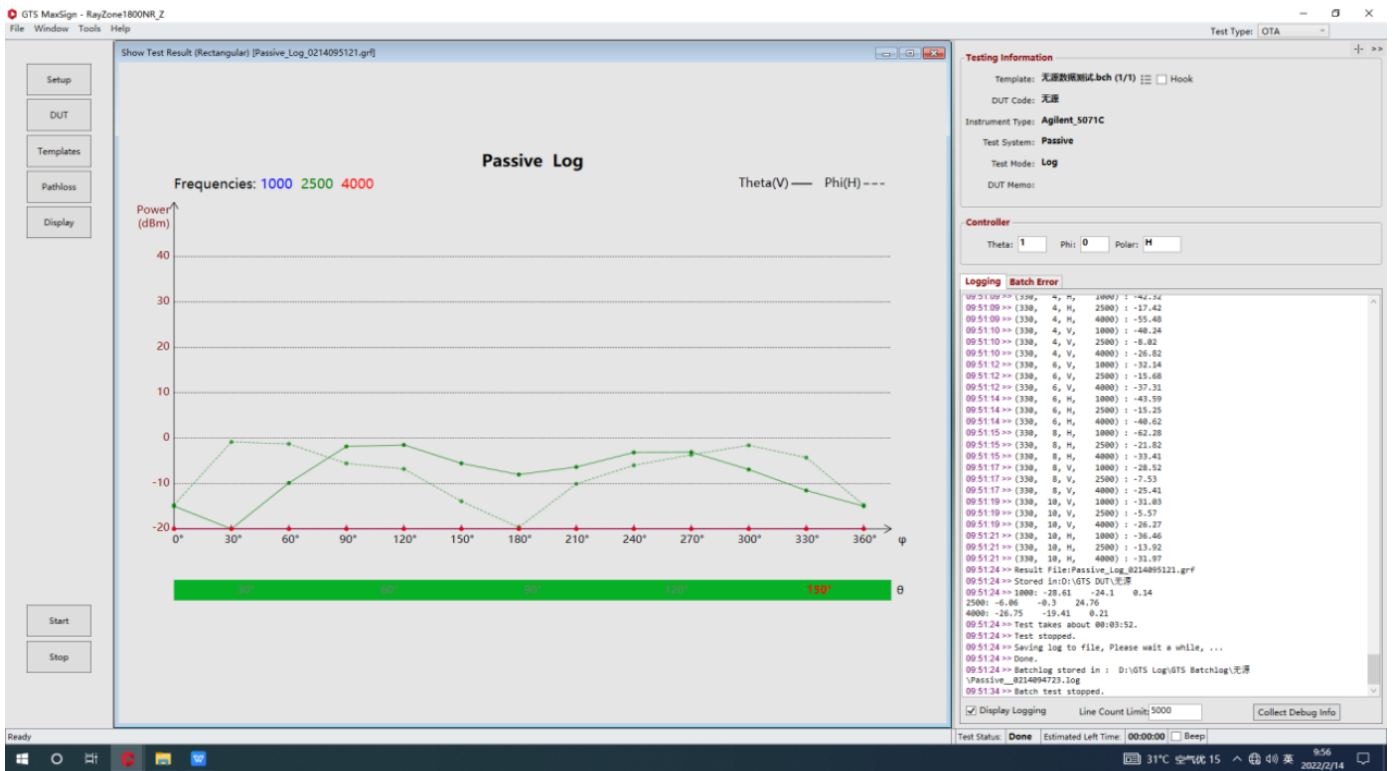 GTS MaxSign - RayZone1800NR_Z
File Window Tools Help
Test Type: OTA
Setup
DUT
Templates
Pathloss
Display
Start
Stop
Show Test Result (Rectangular) [Passive_Log_0214095121.grf]
Passive Log
Frequencies: 1000 2500 4000
Theta(V) Phi(H)
Power
(dBm)
40
30
20
10
0
-10
-20
0° 30° 60° 90° 120° 150° 180° 210° 240° 270° 300° 330° 360° φ
30° 60° 90° 120° 150° θ
Testing Information
Template: 无源数据测试.bch (1/1) Hook
DUT Code: 无源
Instrument Type: Agilent_5071C
Test System: Passive
Test Mode: Log
DUT Memo:
Controller
Theta: 1 Phi: 0 Polar: H
Logging Batch Error
09:51:09 >> (330, 4, H, 1000) : -42.32
09:51:09 >> (330, 4, H, 2500) : -17.42
09:51:09 >> (330, 4, H, 4000) : -55.48
09:51:10 >> (330, 4, V, 1000) : -40.24
09:51:10 >> (330, 4, V, 2500) : -8.02
09:51:10 >> (330, 4, V, 4000) : -26.82
09:51:12 >> (330, 6, V, 1000) : -32.14
09:51:12 >> (330, 6, V, 2500) : -15.68
09:51:12 >> (330, 6, V, 4000) : -37.31
09:51:14 >> (330, 6, H, 1000) : -43.59
09:51:14 >> (330, 6, H, 2500) : -15.25
09:51:14 >> (330, 6, H, 4000) : -40.62
09:51:15 >> (330, 8, H, 1000) : -62.28
09:51:15 >> (330, 8, H, 2500) : -21.82
09:51:15 >> (330, 8, H, 4000) : -33.41
09:51:17 >> (330, 8, V, 1000) : -28.52
09:51:17 >> (330, 8, V, 2500) : -7.53
09:51:17 >> (330, 8, V, 4000) : -25.41
09:51:19 >> (330, 10, V, 1000) : -31.03
09:51:19 >> (330, 10, V, 2500) : -5.57
09:51:19 >> (330, 10, V, 4000) : -26.27
09:51:21 >> (330, 10, H, 1000) : -36.46
09:51:21 >> (330, 10, H, 2500) : -13.92
09:51:21 >> (330, 10, H, 4000) : -31.97
09:51:24 >> Result File:Passive_Log_0214095121.grf
09:51:24 >> Stored in:D:\GTS DUT\无源
09:51:24 >> 1000: -28.61 -24.1 0.14
2500: -6.06 -0.3 24.76
4000: -26.75 -19.41 0.21
09:51:24 >> Test takes about 00:03:52.
09:51:24 >> Test stopped.
09:51:24 >> Saving log to file, Please wait a while, ...
09:51:24 >> Done.
09:51:24 >> Batchlog stored in : D:\GTS Log\GTS Batchlog\无源
\Passive__0214094723.log
09:51:34 >> Batch test stopped.
Display Logging Line Count Limit: 5000 Collect Debug Info
Ready
Test Status: Done Estimated Left Time: 00:00:00 Beep
31°C 空气优 15 英 9:56
2022/2/14